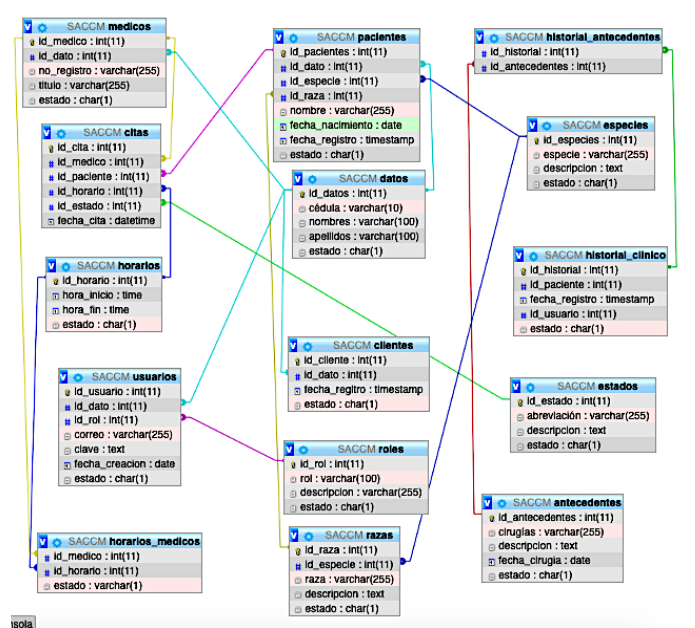 SACCM medicos
id_medico : int(11)
id_dato : int(11)
no_registro : varchar(255)
titulo : varchar(255)
estado : char(1)
SACCM citas
id_cita : int(11)
id_medico : int(11)
id_paciente : int(11)
id_horario : int(11)
id_estado : int(11)
fecha_cita : datetime
SACCM horarios
id_horario : int(11)
hora_inicio : time
hora_fin : time
estado : char(1)
SACCM usuarios
id_usuario : int(11)
id_dato : int(11)
id_rol : int(11)
correo : varchar(255)
clave : text
fecha_creacion : date
estado : char(1)
SACCM horarios_medicos
id_medico : int(11)
id_horario : int(11)
estado : varchar(1)
SACCM pacientes
id_pacientes : int(11)
id_dato : int(11)
id_especie : int(11)
id_raza : int(11)
nombre : varchar(255)
fecha_nacimiento : date
fecha_registro : timestamp
estado : char(1)
SACCM datos
id_datos : int(11)
cédula : varchar(10)
nombres : varchar(100)
apellidos : varchar(100)
estado : char(1)
SACCM clientes
id_cliente : int(11)
id_dato : int(11)
fecha_regitro : timestamp
estado : char(1)
SACCM roles
id_rol : int(11)
rol : varchar(100)
descripcion : varchar(255)
estado : char(1)
SACCM razas
id_raza : int(11)
id_especie : int(11)
raza : varchar(255)
descripcion : text
estado : char(1)
SACCM historial_antecedentes
id_historial : int(11)
id_antecedentes : int(11)
SACCM especies
id_especies : int(11)
especie : varchar(255)
descripcion : text
estado : char(1)
SACCM historial_clinico
id_historial : int(11)
id_paciente : int(11)
fecha_registro : timestamp
id_usuario : int(11)
estado : char(1)
SACCM estados
id_estado : int(11)
abreviación : varchar(255)
descripcion : text
estado : char(1)
SACCM antecedentes
id_antecedentes : int(11)
cirugías : varchar(255)
descripcion : text
fecha_cirugia : date
estado : char(1)
nsola